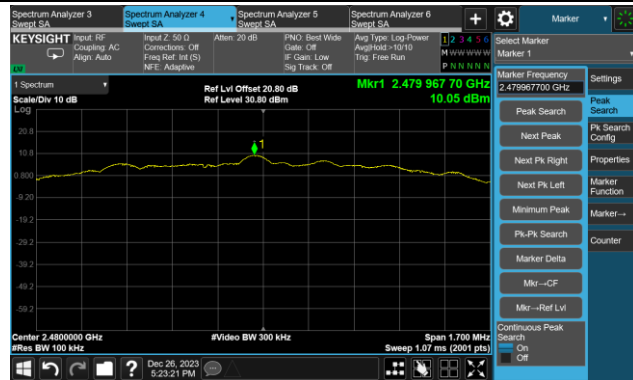 Spectrum Analyzer 3
Swept SA
Spectrum Analyzer 4
Swept SA
Spectrum Analyzer 5
Swept SA
Spectrum Analyzer 6
Swept SA
+
Marker
KEYSIGHT
Input: RF
Coupling: AC
Align: Auto
Input Z: 50 Ω
Corrections: Off
Freq Ref: Int (S)
NFE: Adaptive
Atten: 20 dB
PNO: Best Wide
Gate: Off
IF Gain: Low
Sig Track: Off
Avg Type: Log-Power
Avg|Hold:>10/10
Trig: Free Run
1 2 3 4 5 6
M W W W W W
P N N N N N
Select Marker
Marker 1
1 Spectrum
Scale/Div 10 dB
Log
Ref Lvl Offset 20.80 dB
Ref Level 30.80 dBm
Mkr1 2.479 967 70 GHz
10.05 dBm
20.8
10.8
0.800
-9.20
-19.2
-29.2
-39.2
-49.2
-59.2
1
Center 2.4800000 GHz
#Res BW 100 kHz
#Video BW 300 kHz
Span 1.700 MHz
Sweep 1.07 ms (2001 pts)
Marker Frequency
2.479967700 GHz
Peak Search
Next Peak
Next Pk Right
Next Pk Left
Minimum Peak
Pk-Pk Search
Marker Delta
Mkr→CF
Mkr→Ref Lvl
Continuous Peak
Search
On
Off
Settings
Peak
Search
Pk Search
Config
Properties
Marker
Function
Marker→
Counter
?
Dec 26, 2023
5:23:21 PM